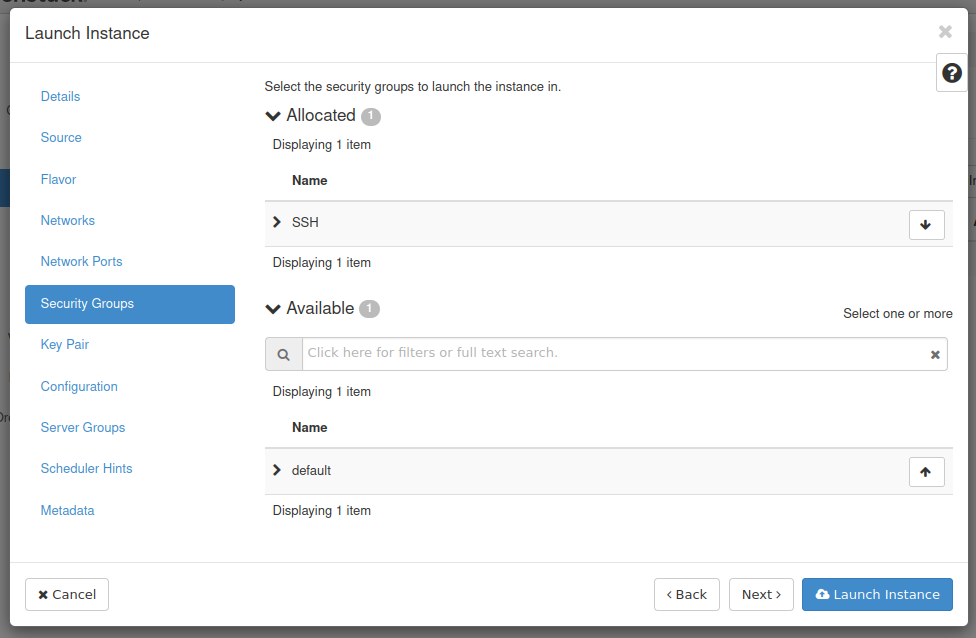 Launch Instance
Details
Source
Flavor
Networks
Network Ports
Security Groups
Key Pair
Configuration
Server Groups
Scheduler Hints
Metadata
Select the security groups to launch the instance in.
Allocated 1
Displaying 1 item
Name
SSH
Displaying 1 item
Available 1
Select one or more
Click here for filters or full text search.
Displaying 1 item
Name
default
Displaying 1 item
Cancel
Back
Next
Launch Instance